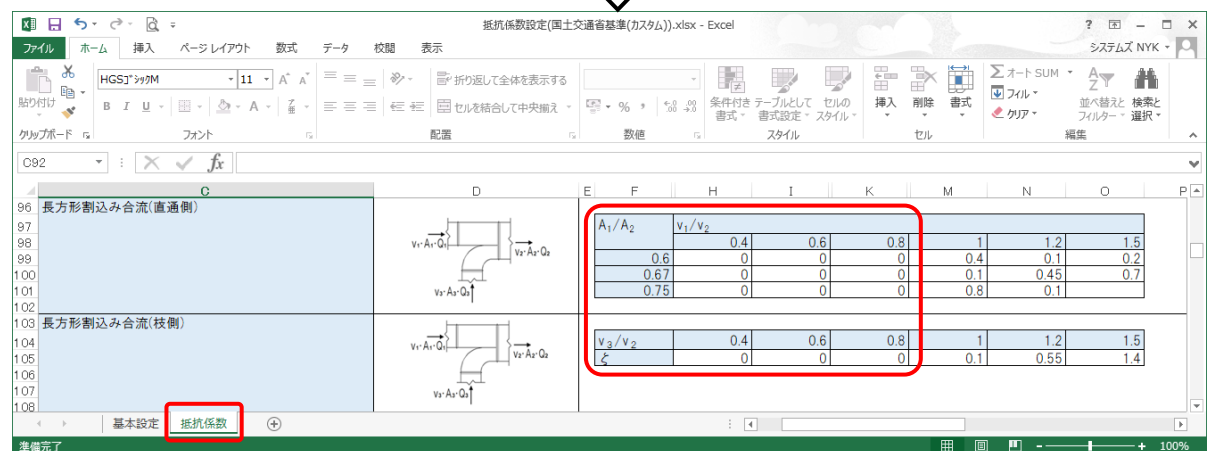 抵抗係数設定(国土交通省基準(カスタム)).xlsx - Excel
ファイル ホーム 挿入 ページ レイアウト 数式 データ 校閲 表示 システムズ NYK
貼り付け HGSｺﾞｼｯｸM 11 折り返して全体を表示する セルを結合して中央揃え 条件付き書式 テーブルとして書式設定 セルのスタイル 挿入 削除 書式 オート SUM フィル クリア 並べ替えとフィルター 検索と選択
クリップボード フォント 配置 数値 スタイル セル 編集
C92 fx
C D E F H I K M N O P
96 長方形割込み合流(直通側)
97 A₁/A₂ v₁/v₂
98 v₁・A₁・Q₁ 0.4 0.6 0.8 1 1.2 1.5
99 v₂・A₂・Q₂ 0.6 0 0 0 0.4 0.1 0.2
100 0.67 0 0 0 0.1 0.45 0.7
101 v₃・A₃・Q₃ 0.75 0 0 0 0.8 0.1
102
103 長方形割込み合流(枝側)
104 v₁・A₁・Q₁ v₃/v₂ 0.4 0.6 0.8 1 1.2 1.5
105 v₂・A₂・Q₂ ζ 0 0 0 0.1 0.55 1.4
106
107 v₃・A₃・Q₃
108
基本設定 抵抗係数
準備完了 100%